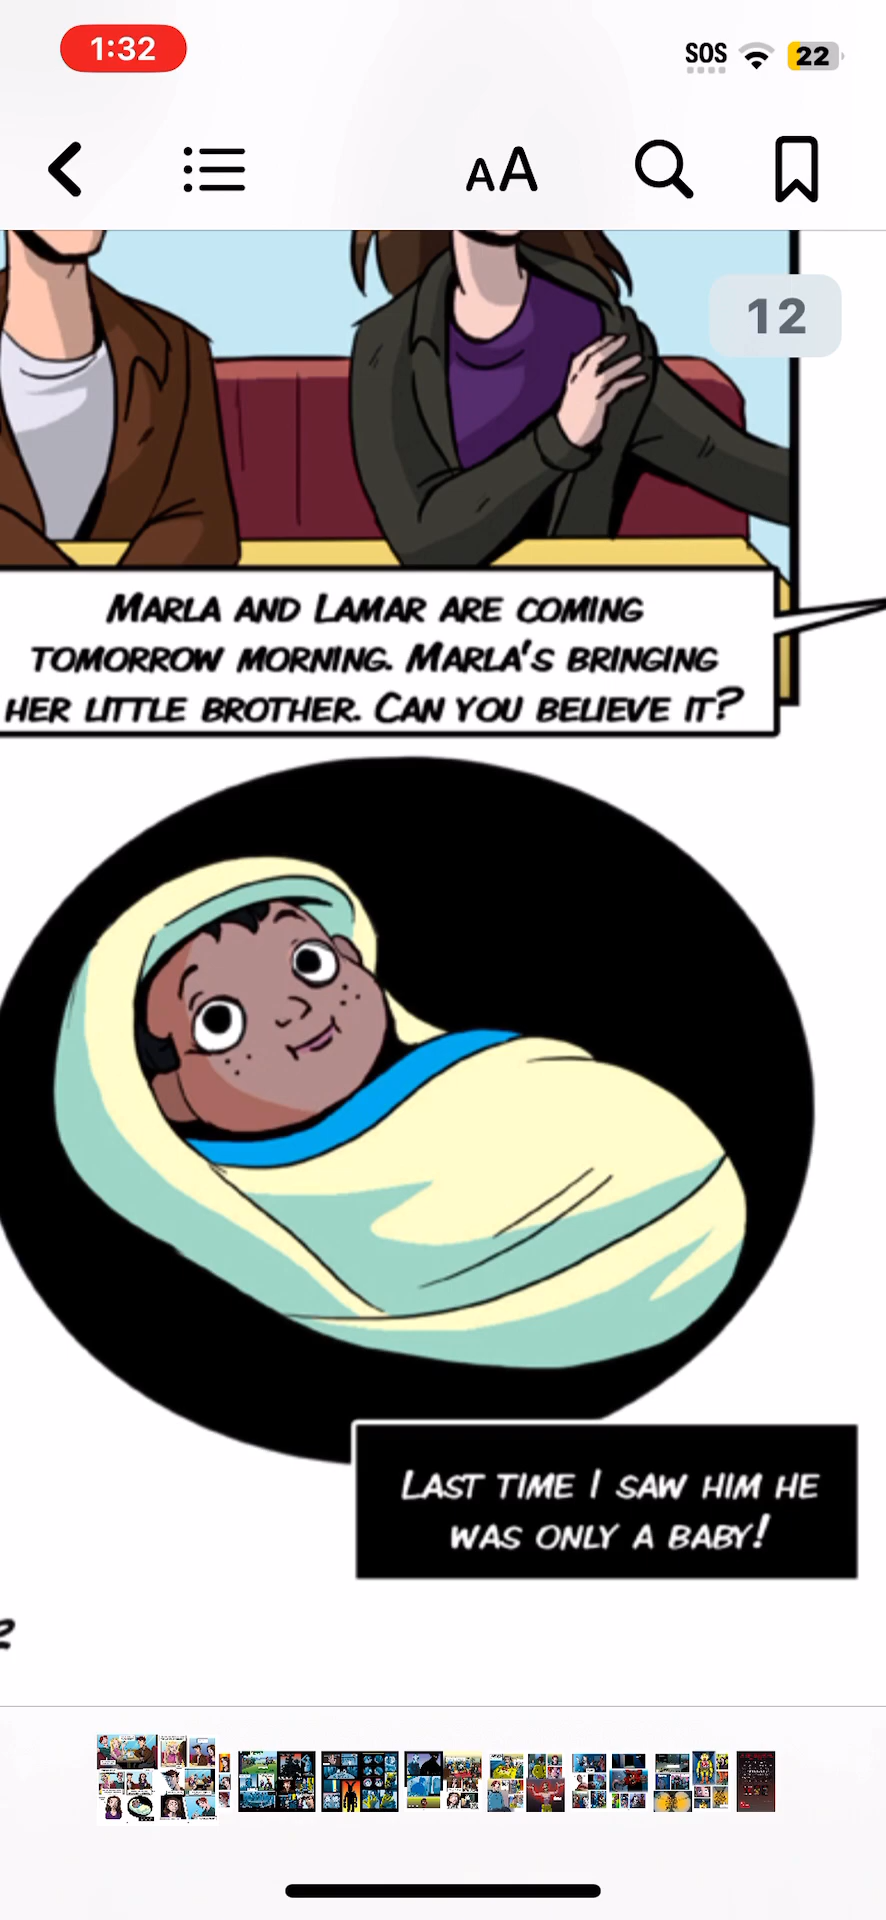 1:32
SOS
22
AA
12
MARLA AND LAMAR ARE COMING
TOMORROW MORNING. MARLA'S BRINGING
HER LITTLE BROTHER. CAN YOU BELIEVE IT?
LAST TIME I SAW HIM HE
WAS ONLY A BABY!
?